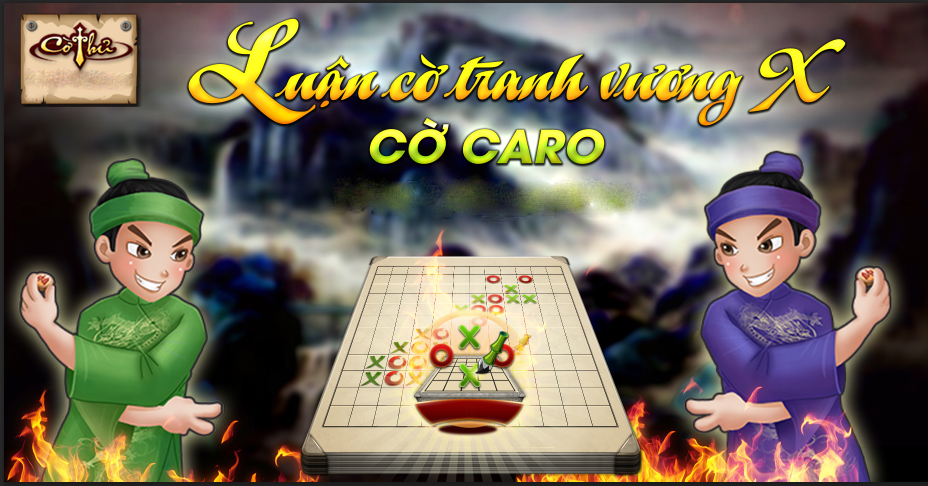 Cờ Thủ
Luận cờ tranh vương X
CỜ CARO